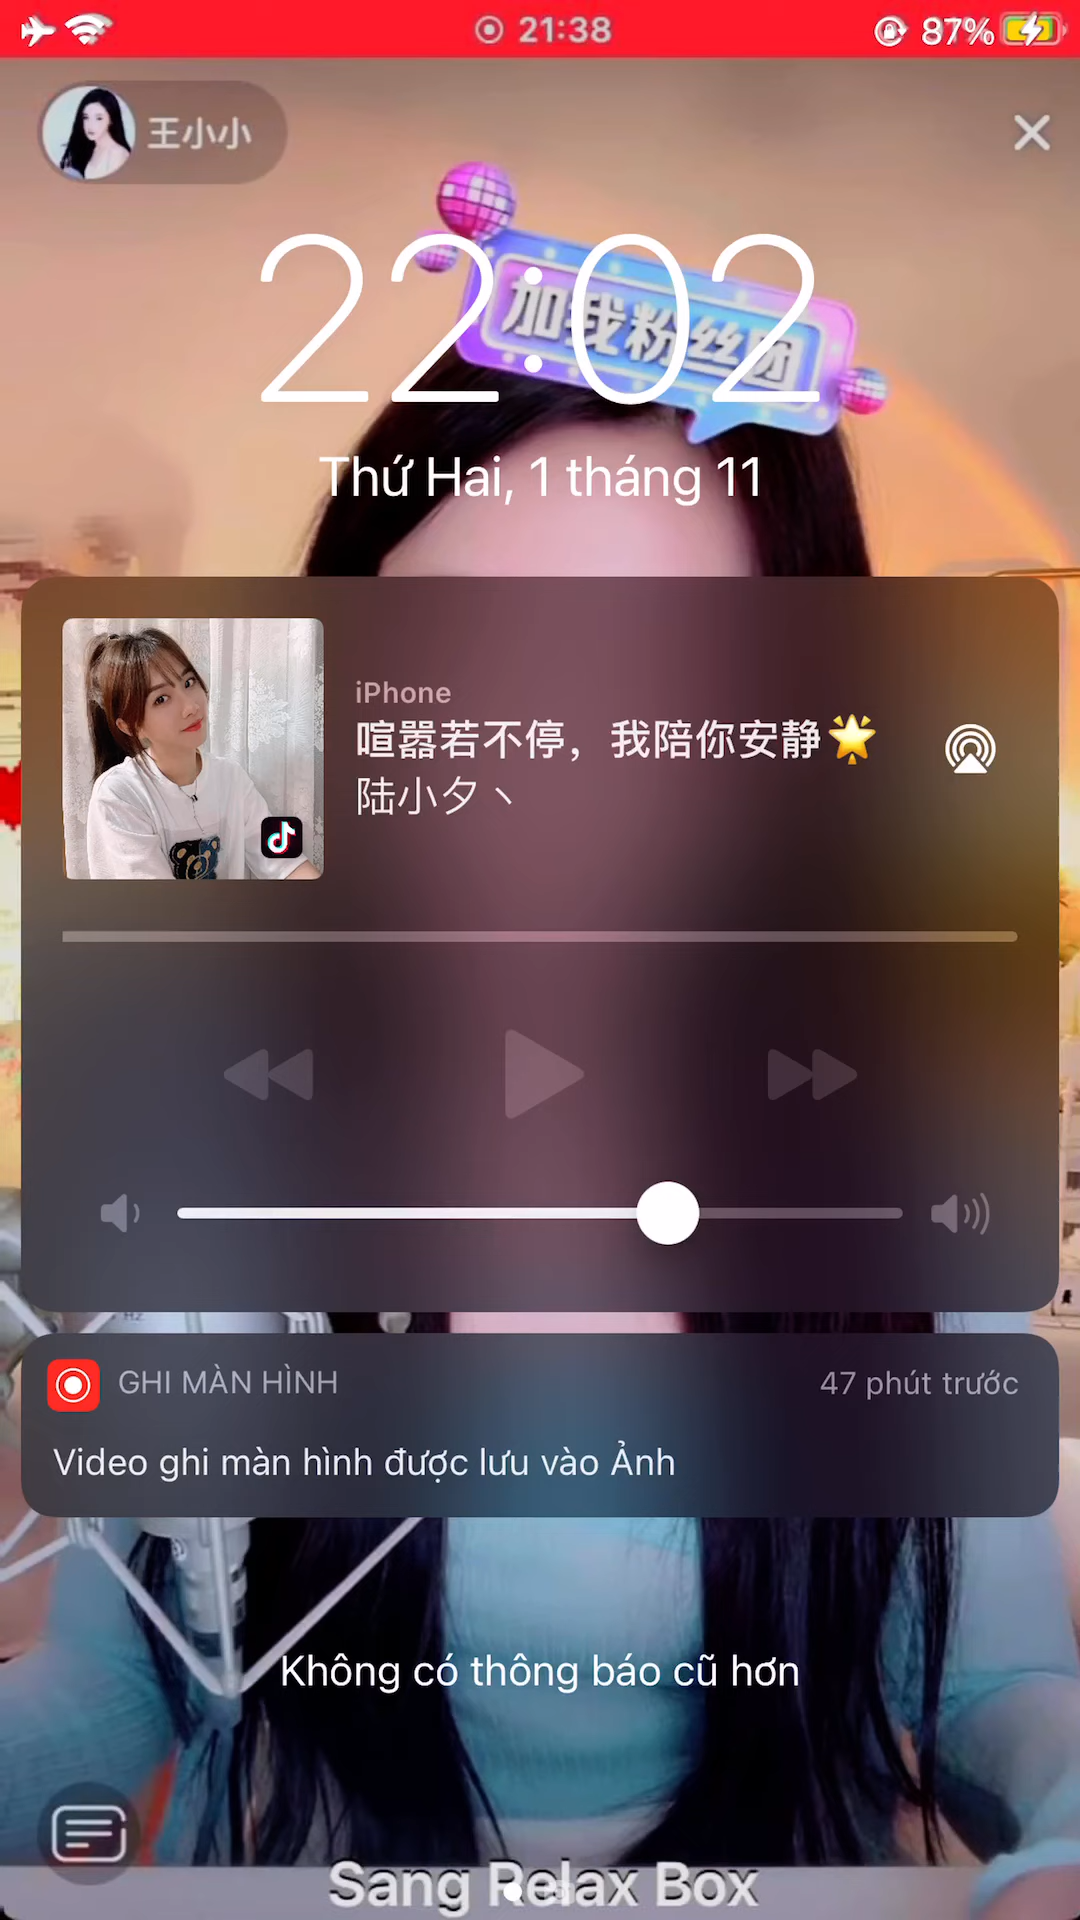 21:38
87%
王小小
加我粉丝团
22:02
Thứ Hai, 1 tháng 11
iPhone
喧嚣若不停，我陪你安静🌟
陆小夕丶
GHI MÀN HÌNH
47 phút trước
Video ghi màn hình được lưu vào Ảnh
Không có thông báo cũ hơn
Sang Relax Box